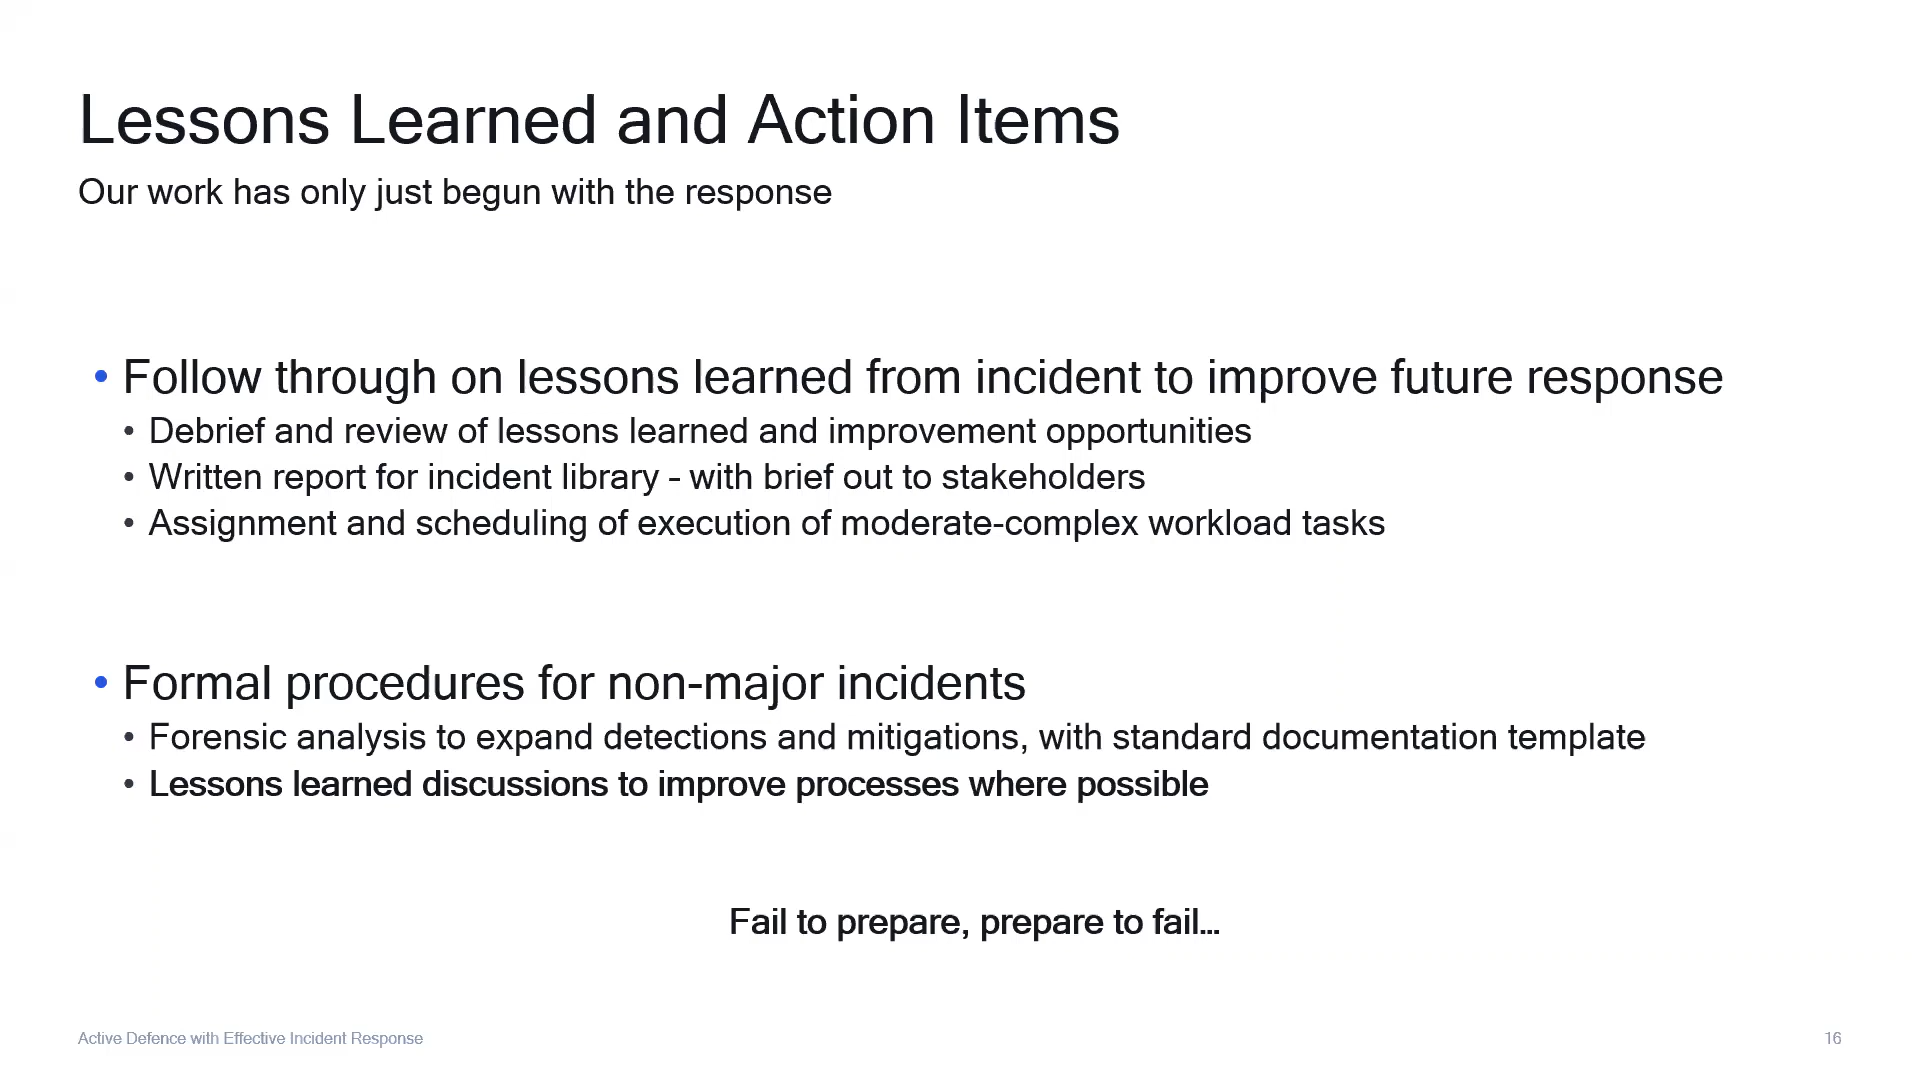 Lessons Learned and Action Items
Our work has only just begun with the response
• Follow through on lessons learned from incident to improve future response
• Debrief and review of lessons learned and improvement opportunities
• Written report for incident library - with brief out to stakeholders
• Assignment and scheduling of execution of moderate-complex workload tasks
• Formal procedures for non-major incidents
• Forensic analysis to expand detections and mitigations, with standard documentation template
• Lessons learned discussions to improve processes where possible
Fail to prepare, prepare to fail...
Active Defence with Effective Incident Response
16